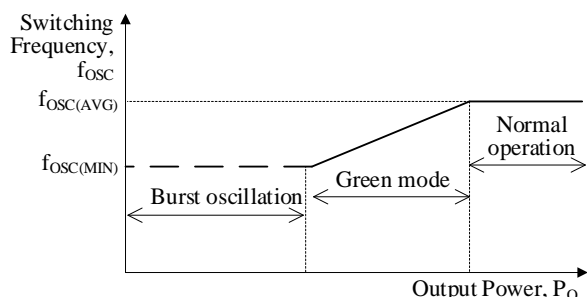 Switching
Frequency,
fOSC
fOSC(AVG)
Normal
operation
fOSC(MIN)
Green mode
Burst oscillation
Output Power, PO